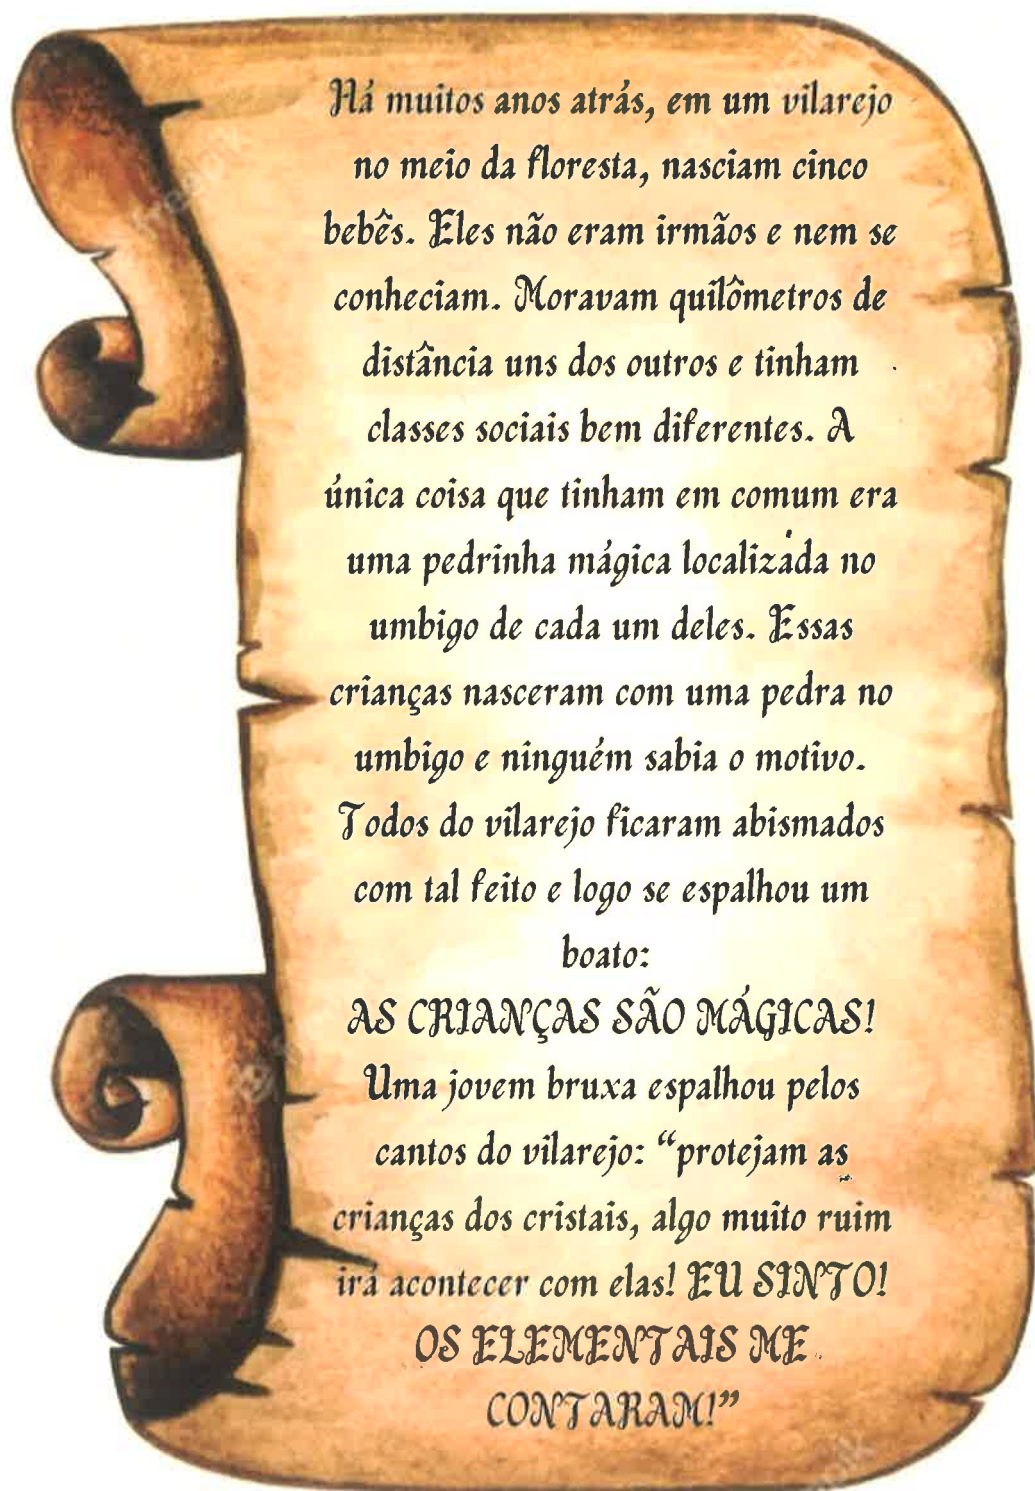 Há muitos anos atrás, em um vilarejo
no meio da floresta, nasciam cinco
bebês. Eles não eram irmãos e nem se
conheciam. Moravam quilômetros de
distância uns dos outros e tinham
classes sociais bem diferentes. A
única coisa que tinham em comum era
uma pedrinha mágica localizada no
umbigo de cada um deles. Essas
crianças nasceram com uma pedra no
umbigo e ninguém sabia o motivo.
Todos do vilarejo ficaram abismados
com tal feito e logo se espalhou um
boato:
AS CRIANÇAS SÃO MÁGICAS!
Uma jovem bruxa espalhou pelos
cantos do vilarejo: “protejam as
crianças dos cristais, algo muito ruim
irá acontecer com elas! EU SINTO!
OS ELEMENTAIS ME
CONTARAM!”